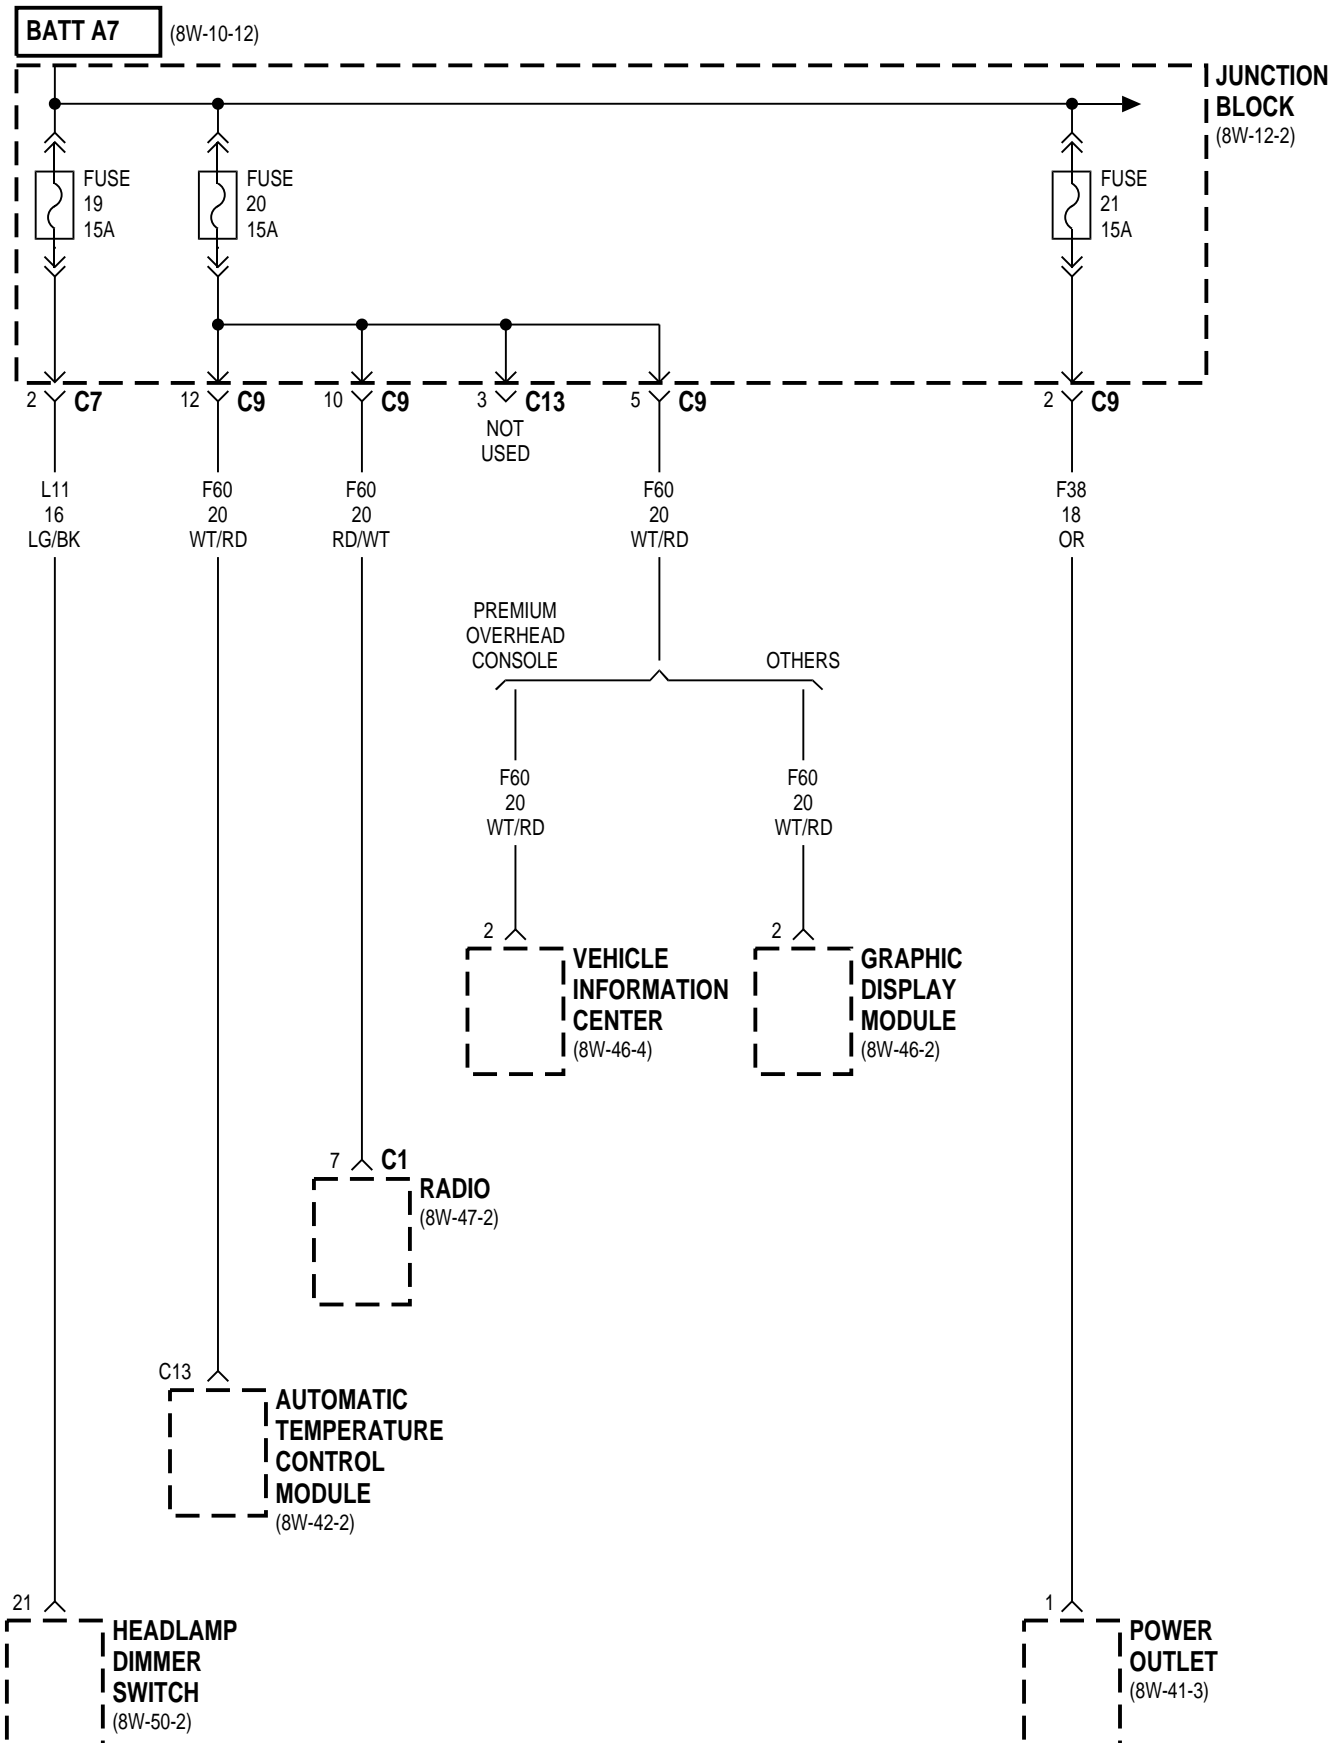 BATT A7 (8W-10-12)
JUNCTION
BLOCK
(8W-12-2)
FUSE
19
15A
FUSE
20
15A
FUSE
21
15A
2 C7
12 C9
10 C9
3 C13
NOT
USED
5 C9
2 C9
L11
16
LG/BK
F60
20
WT/RD
F60
20
RD/WT
F60
20
WT/RD
F38
18
OR
PREMIUM
OVERHEAD
CONSOLE
OTHERS
F60
20
WT/RD
F60
20
WT/RD
2
VEHICLE
INFORMATION
CENTER
(8W-46-4)
2
GRAPHIC
DISPLAY
MODULE
(8W-46-2)
7 C1
RADIO
(8W-47-2)
C13
AUTOMATIC
TEMPERATURE
CONTROL
MODULE
(8W-42-2)
21
HEADLAMP
DIMMER
SWITCH
(8W-50-2)
1
POWER
OUTLET
(8W-41-3)